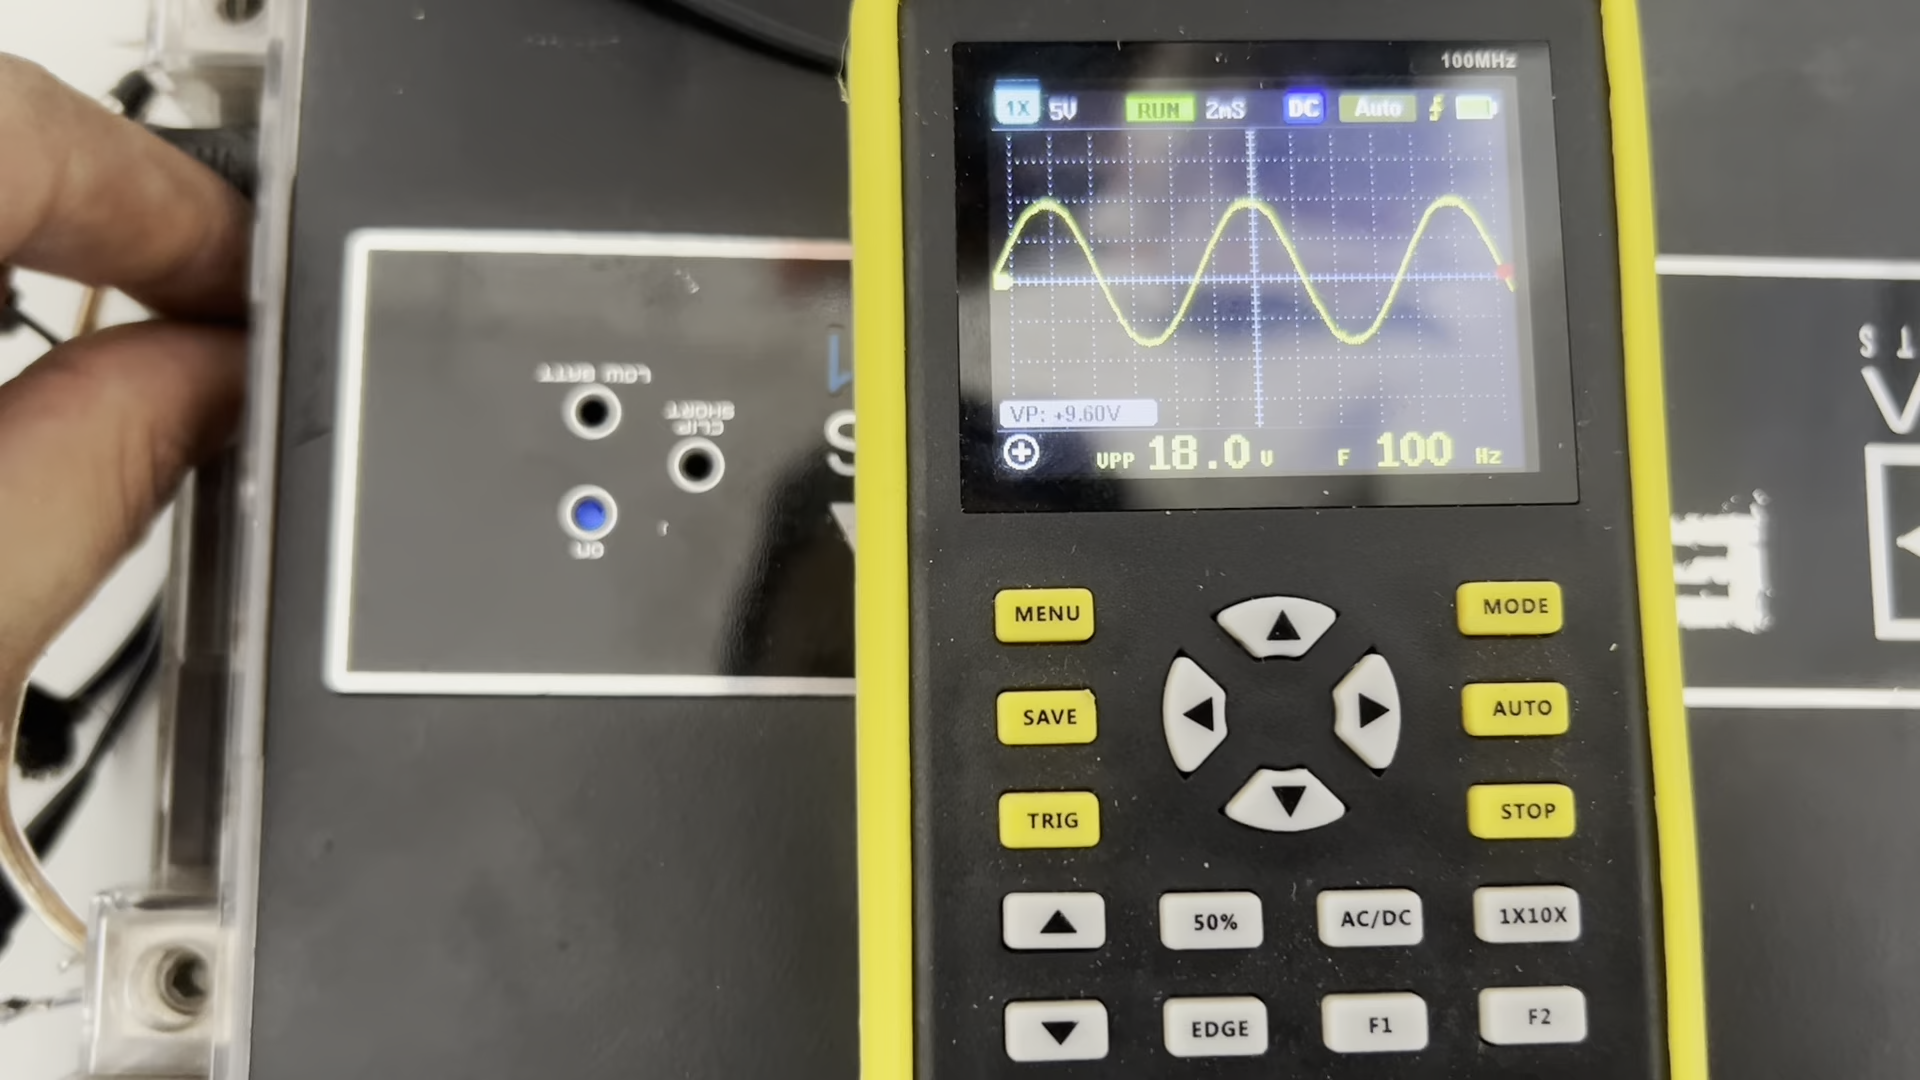 100MHz
1X 5V RUN 2mS DC Auto
VP: +9.60V
VPP 18.0 V F 100 Hz
LOW BATT
SHORT
CLIP
ON
MENU
MODE
SAVE
AUTO
TRIG
STOP
50%
AC/DC
1X10X
EDGE
F1
F2